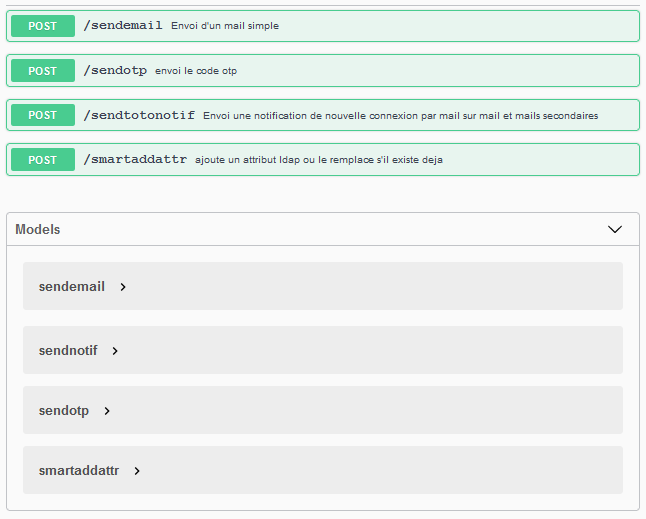 POST /sendemail Envoi d'un mail simple
POST /sendotp envoi le code otp
POST /sendtotonotif Envoi une notification de nouvelle connexion par mail sur mail et mails secondaires
POST /smartaddattr ajoute un attribut ldap ou le remplace s'il existe deja
Models
sendemail
sendnotif
sendotp
smartaddattr